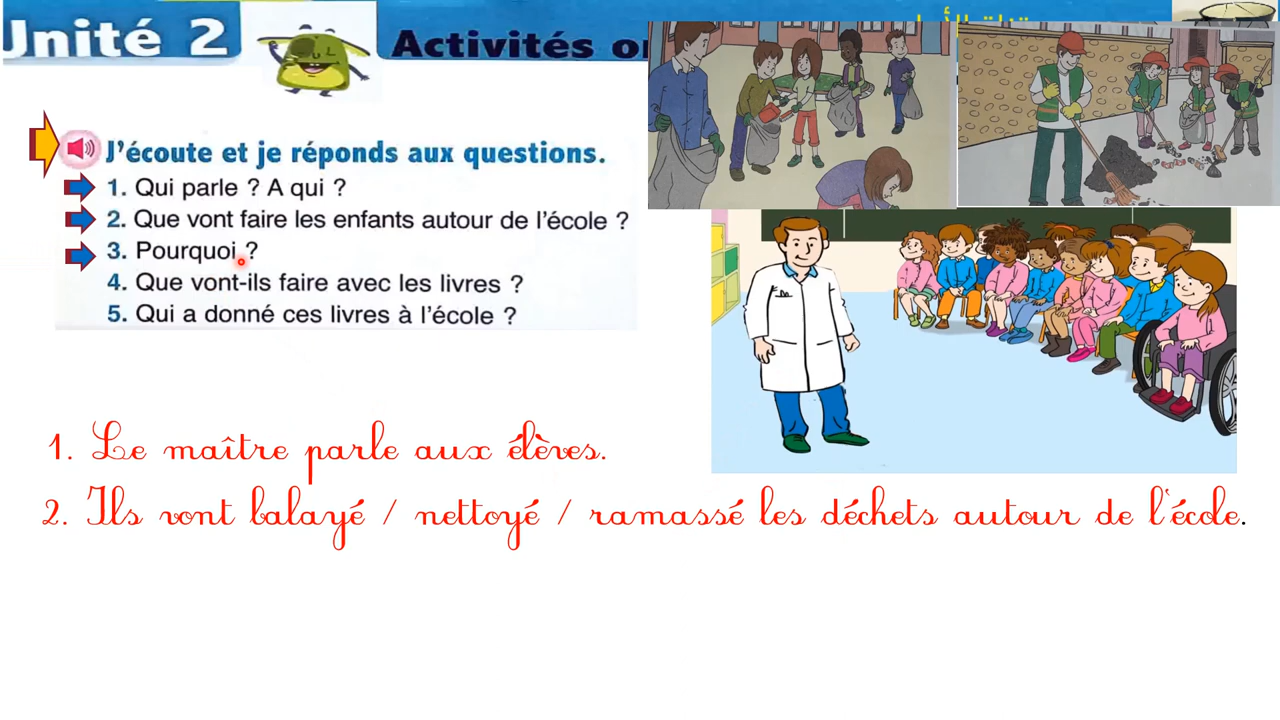 Unité 2
Activités
J'écoute et je réponds aux questions.
1. Qui parle ? A qui ?
2. Que vont faire les enfants autour de l'école ?
3. Pourquoi ?
4. Que vont-ils faire avec les livres ?
5. Qui a donné ces livres à l'école ?
1. Le maître parle aux élèves.
2. Ils vont balayé / nettoyé / ramassé les déchets autour de l'école.